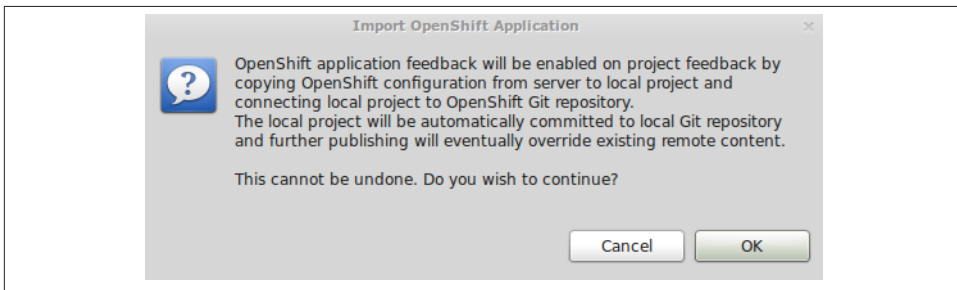 Import OpenShift Application
OpenShift application feedback will be enabled on project feedback by
copying OpenShift configuration from server to local project and
connecting local project to OpenShift Git repository.
The local project will be automatically committed to local Git repository
and further publishing will eventually override existing remote content.
This cannot be undone. Do you wish to continue?
Cancel OK